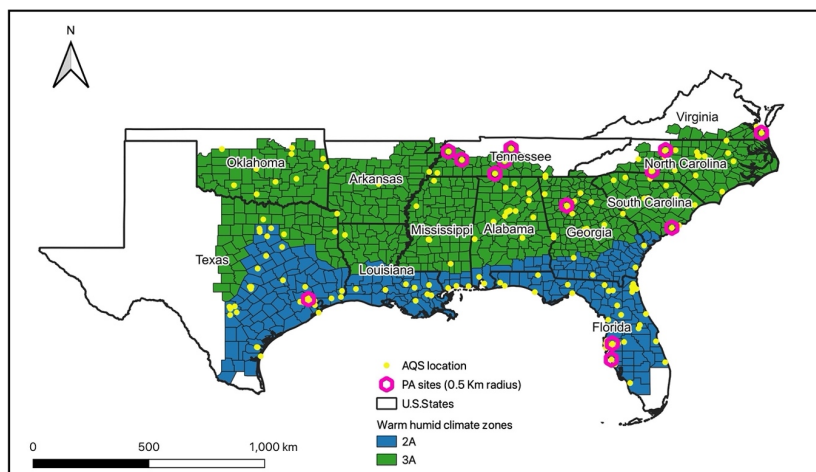 N
Virginia
Oklahoma
Tennessee
North Carolina
Arkansas
South Carolina
Mississippi
Alabama
Georgia
Texas
Louisiana
Florida
AQS location
PA sites (0.5 Km radius)
U.S.States
Warm humid climate zones
2A
3A
0 500 1,000 km